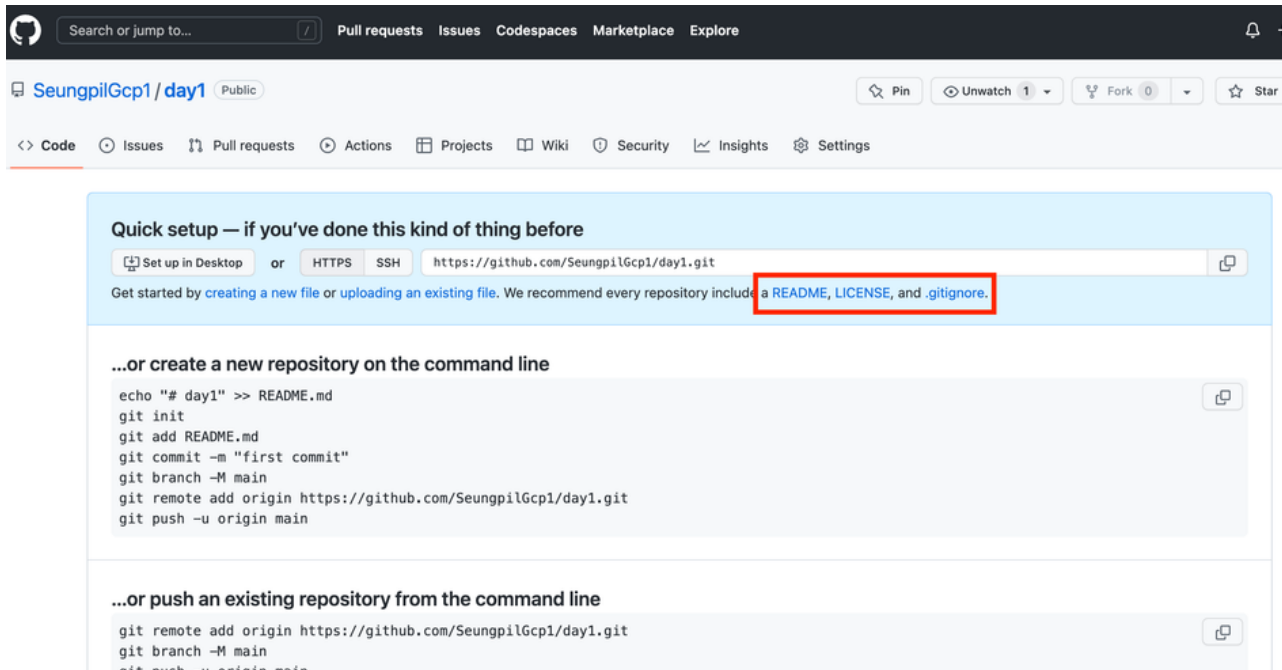 Search or jump to... / Pull requests Issues Codespaces Marketplace Explore
SeungpilGcp1 / day1 Public Pin Unwatch 1 Fork 0 Star
<> Code Issues Pull requests Actions Projects Wiki Security Insights Settings
Quick setup — if you've done this kind of thing before
Set up in Desktop or HTTPS SSH https://github.com/SeungpilGcp1/day1.git
Get started by creating a new file or uploading an existing file. We recommend every repository include a README, LICENSE, and .gitignore.
...or create a new repository on the command line
echo "# day1" >> README.md
git init
git add README.md
git commit -m "first commit"
git branch -M main
git remote add origin https://github.com/SeungpilGcp1/day1.git
git push -u origin main
...or push an existing repository from the command line
git remote add origin https://github.com/SeungpilGcp1/day1.git
git branch -M main
git push -u origin main